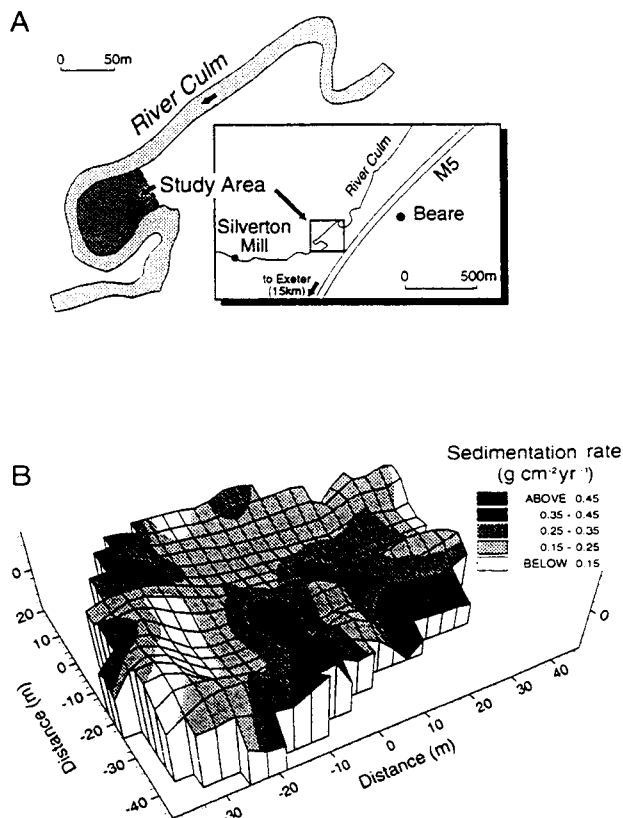 A
0 50m
River Culm
Study Area
River Culm
M5
Beare
Silverton
Mill
to Exeter
(15km)
0 500m
B
Sedimentation rate
(g cm⁻²yr⁻¹)
ABOVE 0.45
0.35 - 0.45
0.25 - 0.35
0.15 - 0.25
BELOW 0.15
0
20
10
0
-10
-20
-30
-40
Distance (m)
-30
-20
-10
0
10
20
30
40
Distance (m)
0